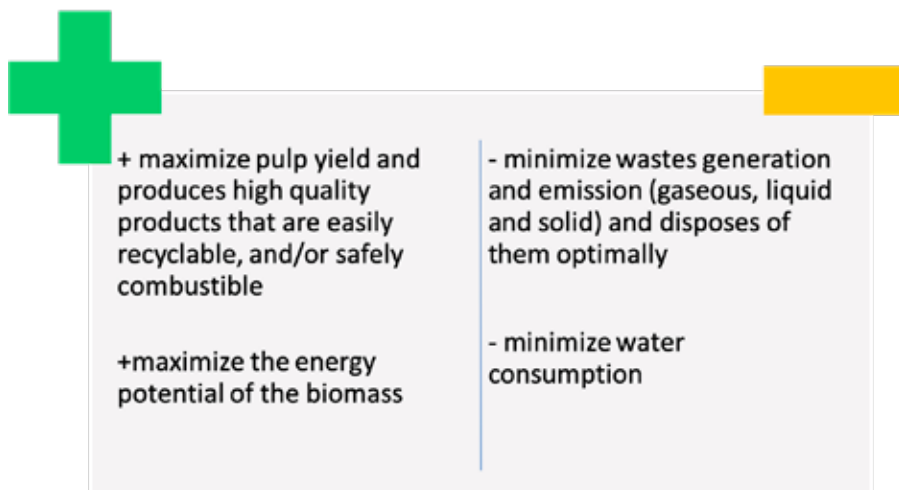 + maximize pulp yield and
produces high quality
products that are easily
recyclable, and/or safely
combustible
+maximize the energy
potential of the biomass
- minimize wastes generation
and emission (gaseous, liquid
and solid) and disposes of
them optimally
- minimize water
consumption